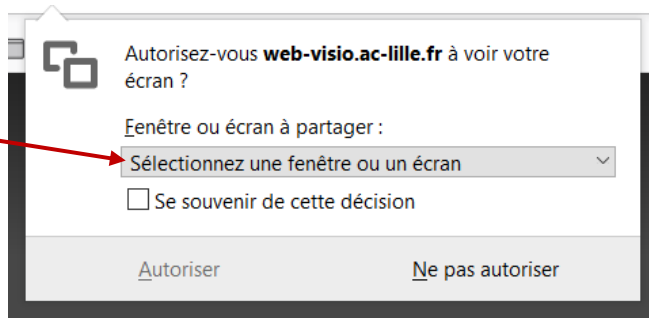 Autorisez-vous web-visio.ac-lille.fr à voir votre
écran ?
Fenêtre ou écran à partager :
Sélectionnez une fenêtre ou un écran
Se souvenir de cette décision
Autoriser
Ne pas autoriser